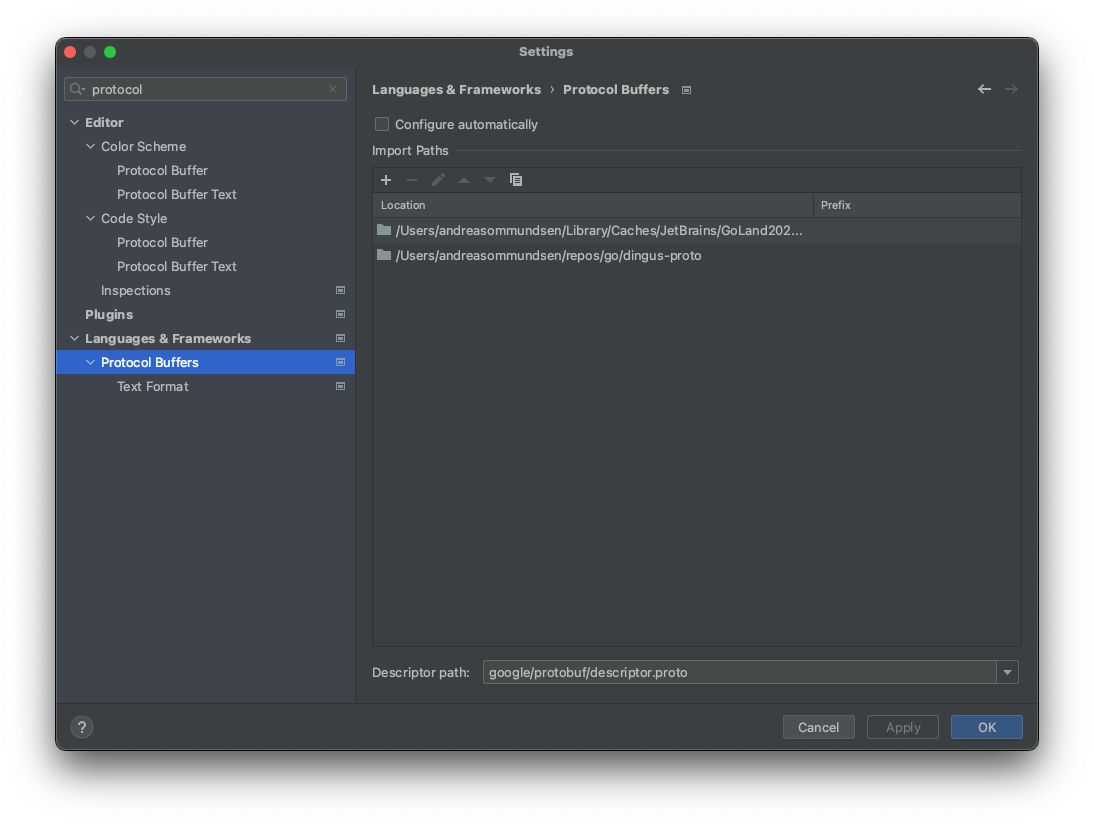 Settings
protocol
Editor
Color Scheme
Protocol Buffer
Protocol Buffer Text
Code Style
Protocol Buffer
Protocol Buffer Text
Inspections
Plugins
Languages & Frameworks
Protocol Buffers
Text Format
Languages & Frameworks › Protocol Buffers
Configure automatically
Import Paths
Location Prefix
/Users/andreasommundsen/Library/Caches/JetBrains/GoLand202...
/Users/andreasommundsen/repos/go/dingus-proto
Descriptor path: google/protobuf/descriptor.proto
? Cancel Apply OK